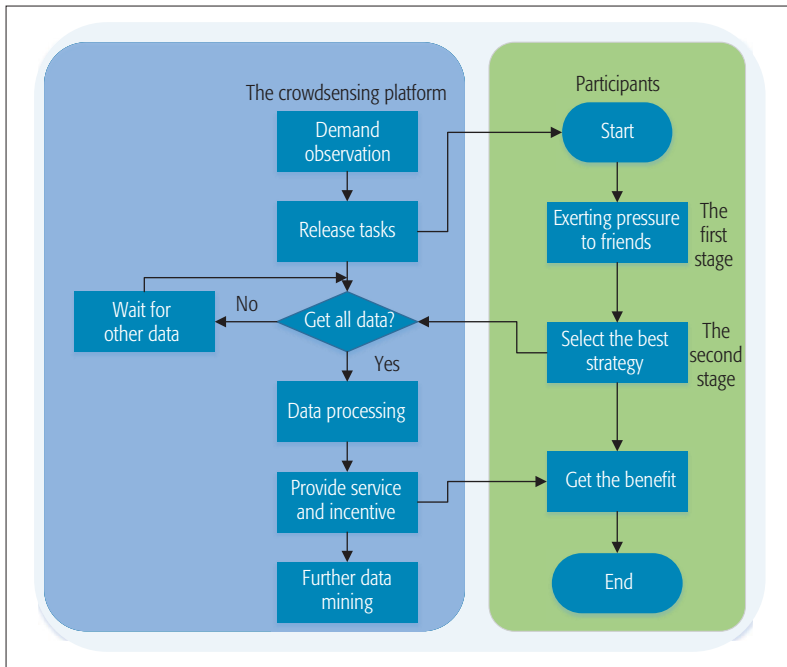 The crowdsensing platform
Demand
observation
Release tasks
Wait for
other data
No
Get all data?
Yes
Data processing
Provide service
and incentive
Further data
mining
Participants
Start
Exerting pressure
to friends
The
first
stage
Select the best
strategy
The
second
stage
Get the benefit
End